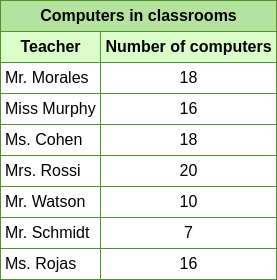 Computers in classrooms
Teacher Number of computers
Mr. Morales 18
Miss Murphy 16
Ms. Cohen 18
Mrs. Rossi 20
Mr. Watson 10
Mr. Schmidt 7
Ms. Rojas 16